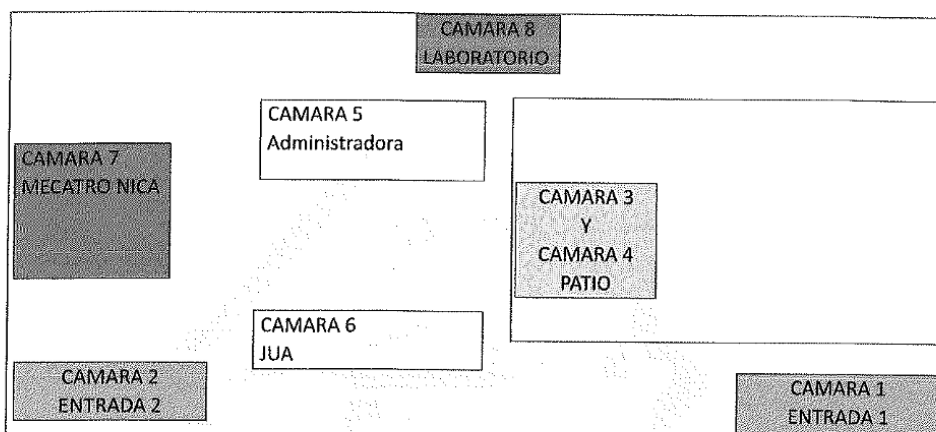 CAMARA 8
LABORATORIO
CAMARA 5
Administradora
CAMARA 7
MECATRO NICA
CAMARA 3
Y
CAMARA 4
PATIO
CAMARA 6
JUA
CAMARA 2
ENTRADA 2
CAMARA 1
ENTRADA 1